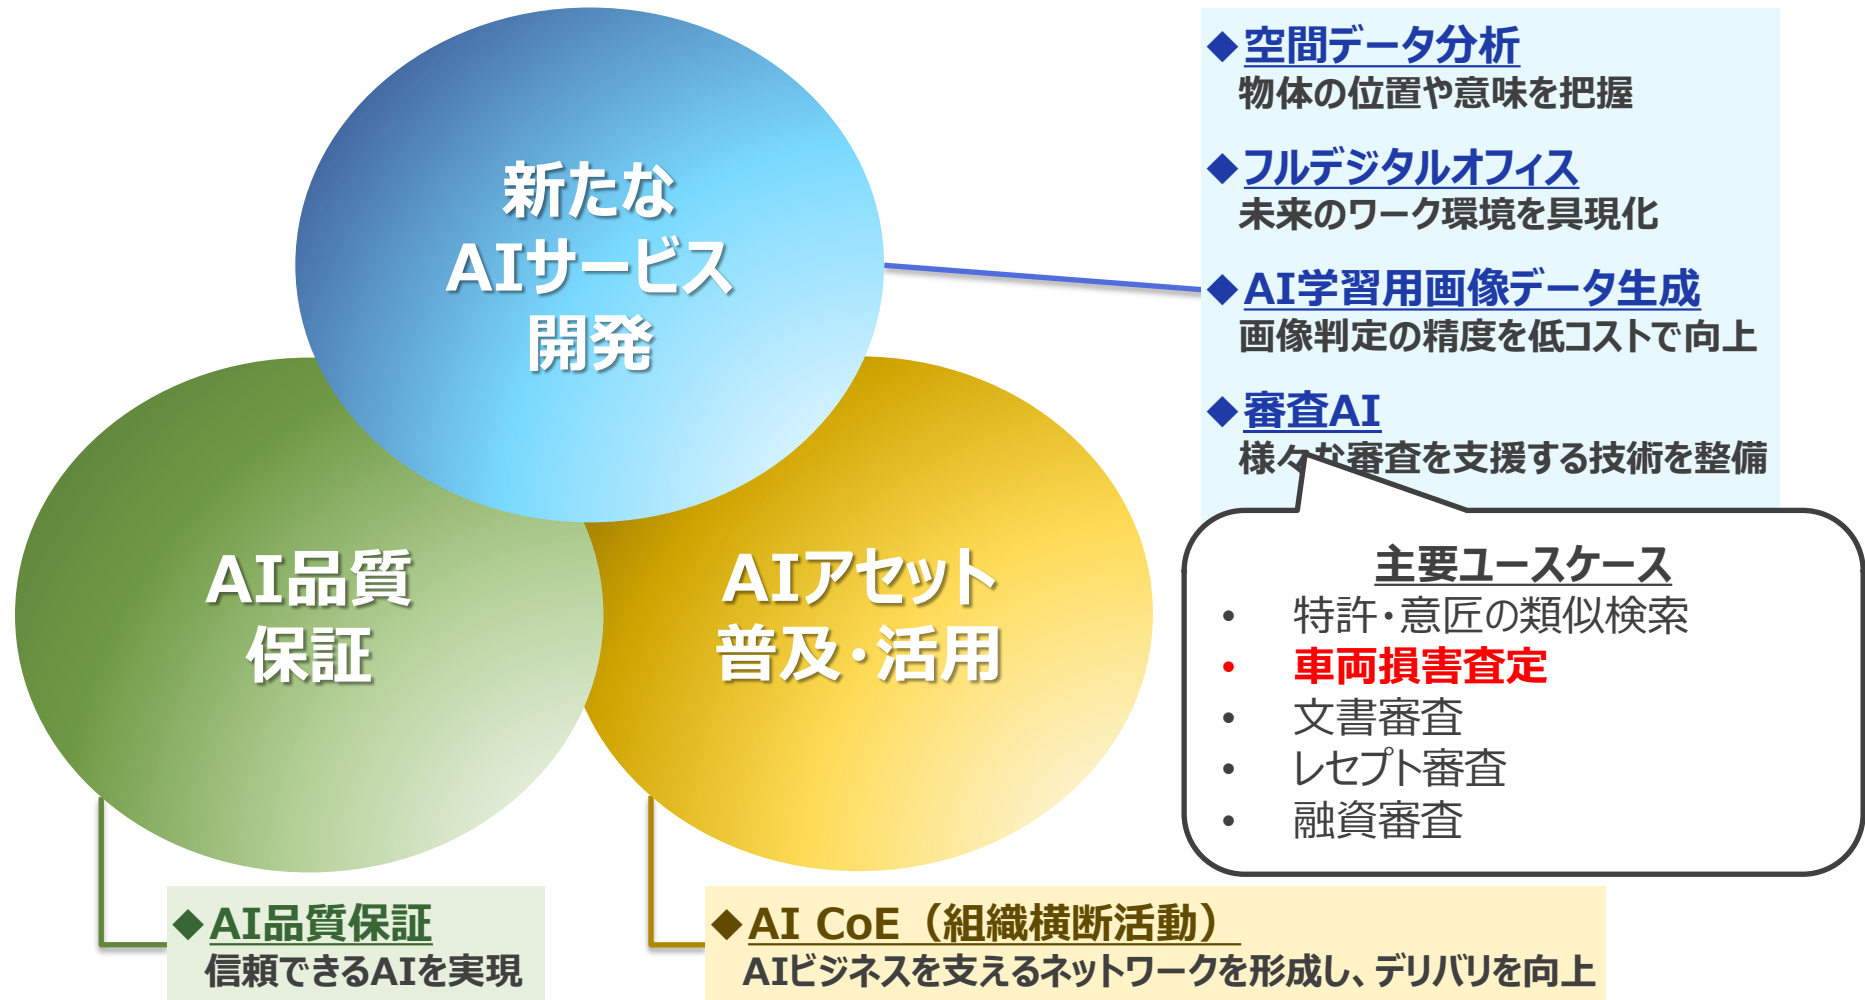 新たな
AIサービス
開発
AI品質
保証
AIアセット
普及・活用
◆空間データ分析
物体の位置や意味を把握
◆フルデジタルオフィス
未来のワーク環境を具現化
◆AI学習用画像データ生成
画像判定の精度を低コストで向上
◆審査AI
様々な審査を支援する技術を整備
主要ユースケース
• 特許・意匠の類似検索
• 車両損害査定
• 文書審査
• レセプト審査
• 融資審査
◆AI品質保証
信頼できるAIを実現
◆AI CoE（組織横断活動）
AIビジネスを支えるネットワークを形成し、デリバリを向上